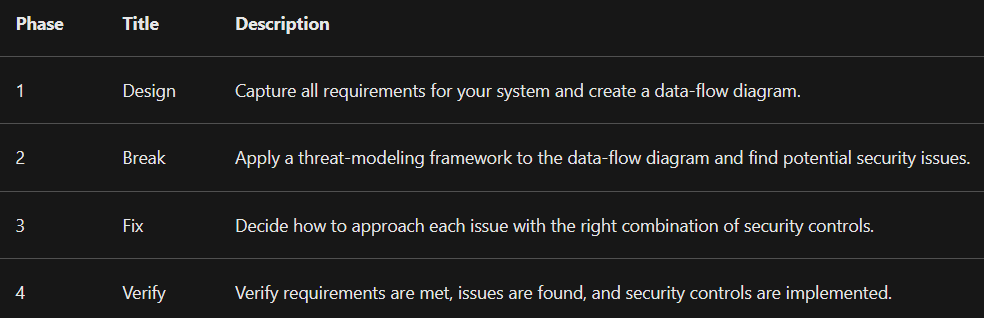 Phase Title Description
1 Design Capture all requirements for your system and create a data-flow diagram.
2 Break Apply a threat-modeling framework to the data-flow diagram and find potential security issues.
3 Fix Decide how to approach each issue with the right combination of security controls.
4 Verify Verify requirements are met, issues are found, and security controls are implemented.